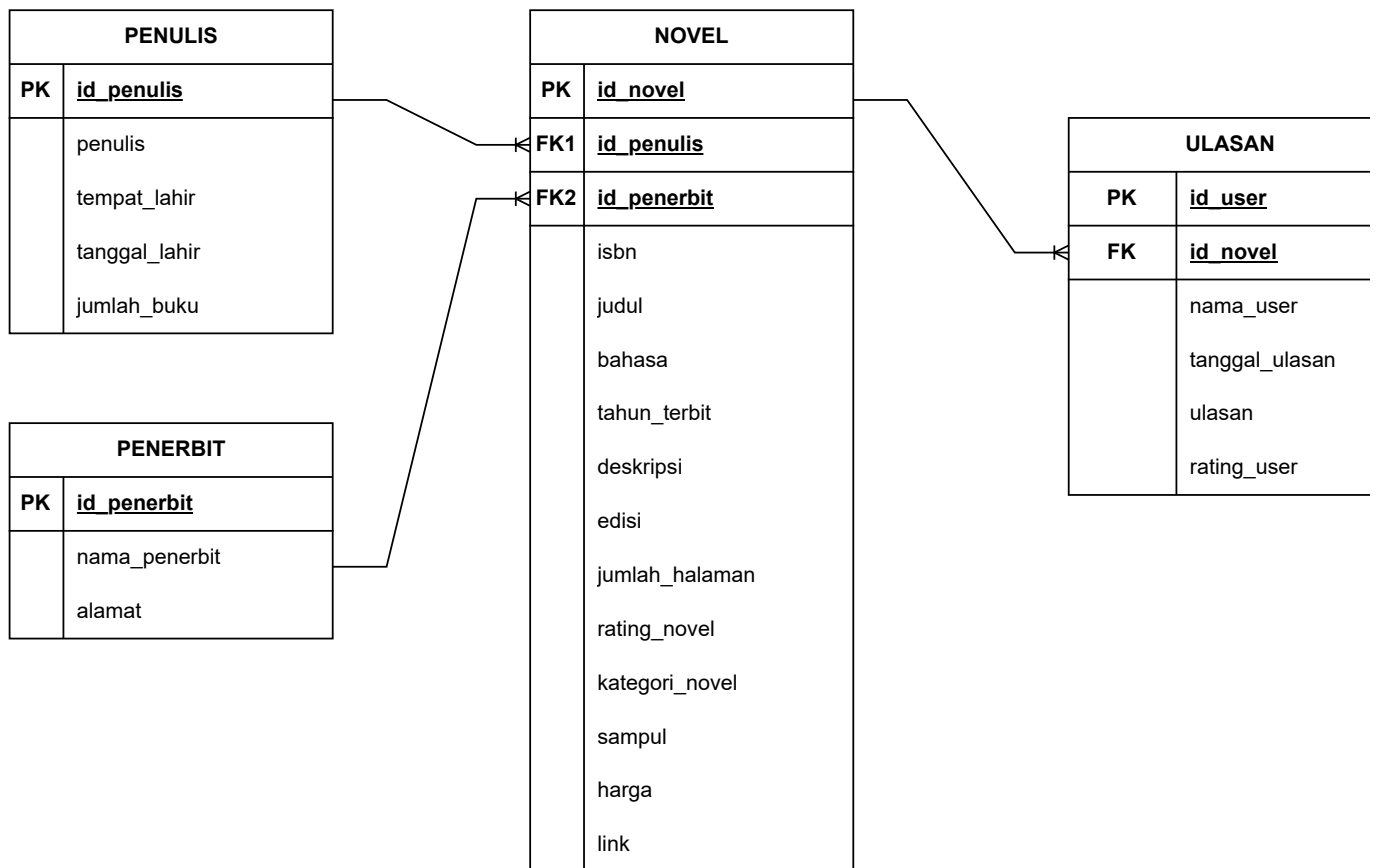 PENULIS
PK id_penulis
penulis
tempat_lahir
tanggal_lahir
jumlah_buku
PENERBIT
PK id_penerbit
nama_penerbit
alamat
NOVEL
PK id_novel
FK1 id_penulis
FK2 id_penerbit
isbn
judul
bahasa
tahun_terbit
deskripsi
edisi
jumlah_halaman
rating_novel
kategori_novel
sampul
harga
link
ULASAN
PK id_user
FK id_novel
nama_user
tanggal_ulasan
ulasan
rating_user